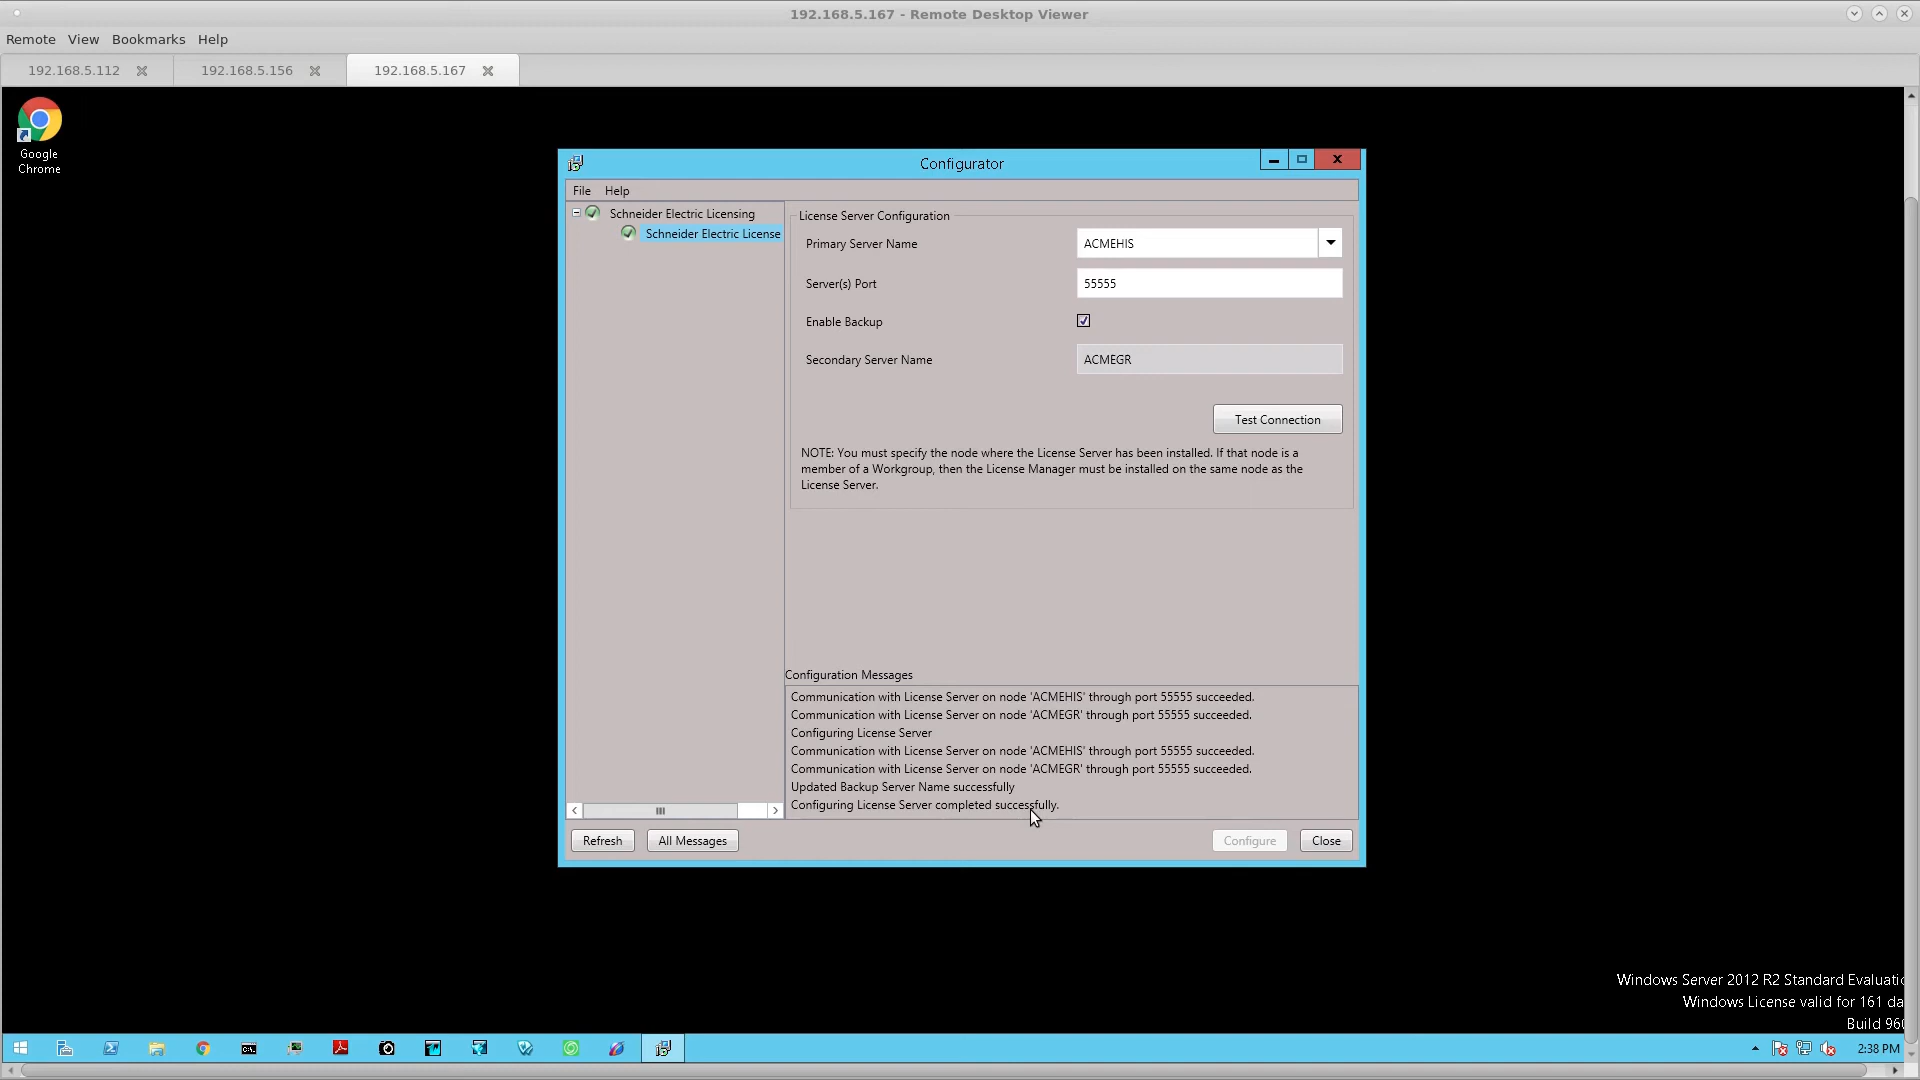 192.168.5.167 - Remote Desktop Viewer
Remote View Bookmarks Help
192.168.5.112 192.168.5.156 192.168.5.167
Google
Chrome
Configurator
File Help
Schneider Electric Licensing
Schneider Electric License
License Server Configuration
Primary Server Name ACMEHIS
Server(s) Port 55555
Enable Backup
Secondary Server Name ACMEGR
Test Connection
NOTE: You must specify the node where the License Server has been installed. If that node is a
member of a Workgroup, then the License Manager must be installed on the same node as the
License Server.
Configuration Messages
Communication with License Server on node 'ACMEHIS' through port 55555 succeeded.
Communication with License Server on node 'ACMEGR' through port 55555 succeeded.
Configuring License Server
Communication with License Server on node 'ACMEHIS' through port 55555 succeeded.
Communication with License Server on node 'ACMEGR' through port 55555 succeeded.
Updated Backup Server Name successfully
Configuring License Server completed successfully.
Refresh All Messages Configure Close
Windows Server 2012 R2 Standard Evaluatio
Windows License valid for 161 da
Build 960
2:38 PM